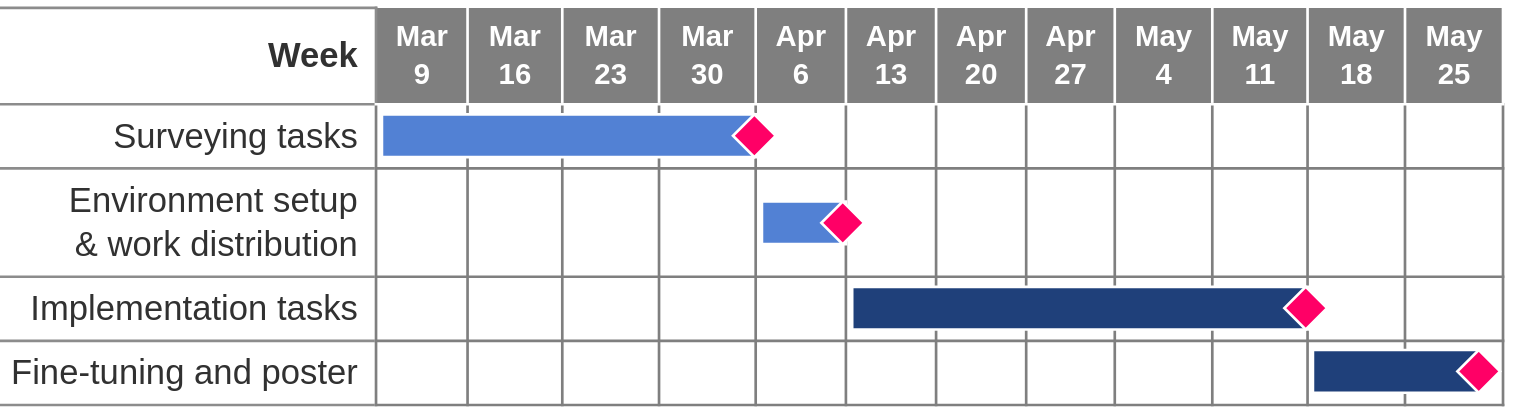 Week
Mar 9
Mar 16
Mar 23
Mar 30
Apr 6
Apr 13
Apr 20
Apr 27
May 4
May 11
May 18
May 25
Surveying tasks
Environment setup
& work distribution
Implementation tasks
Fine-tuning and poster